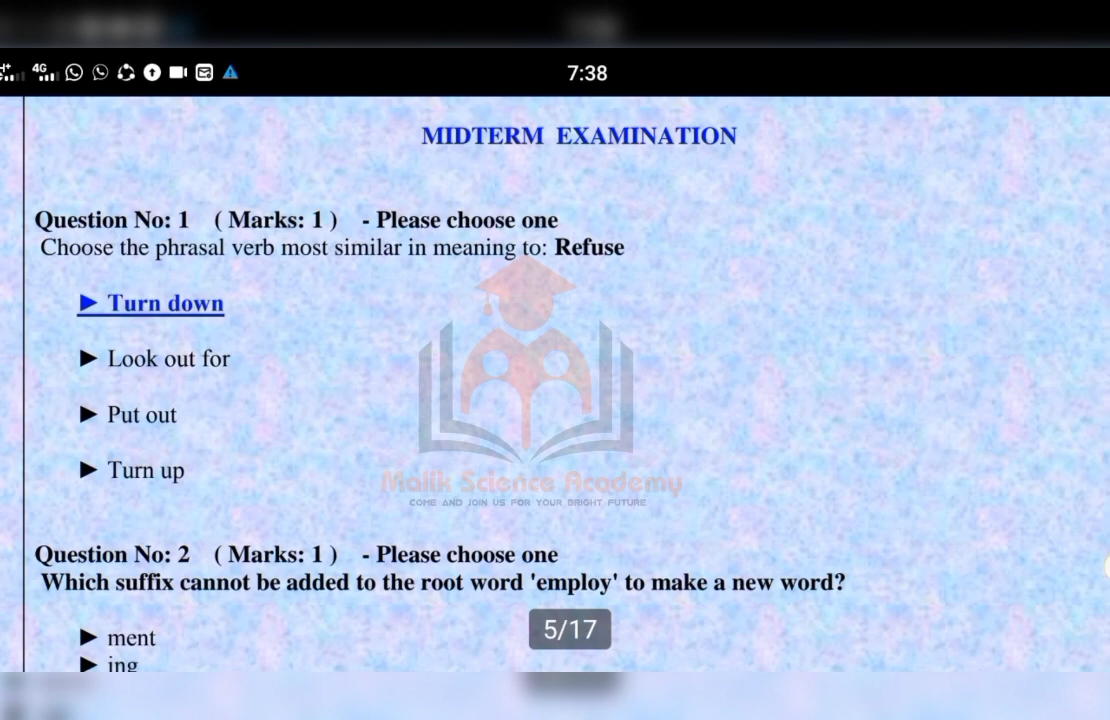 4G
7:38
MIDTERM EXAMINATION
Question No: 1 ( Marks: 1 ) - Please choose one
Choose the phrasal verb most similar in meaning to: Refuse
► Turn down
► Look out for
► Put out
► Turn up
Malik Science Academy
COME AND JOIN US FOR YOUR BRIGHT FUTURE
Question No: 2 ( Marks: 1 ) - Please choose one
Which suffix cannot be added to the root word 'employ' to make a new word?
► ment
5/17
► ing